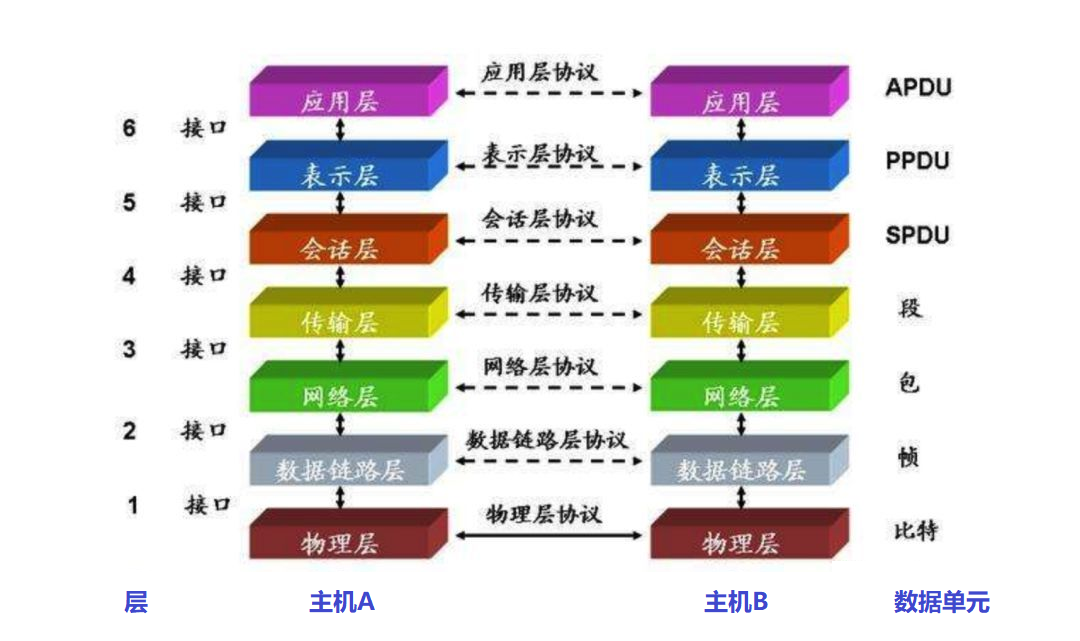 应用层协议
应用层 应用层 APDU
6 接口
表示层协议
表示层 表示层 PPDU
5 接口
会话层协议
会话层 会话层 SPDU
4 接口
传输层协议
传输层 传输层 段
3 接口
网络层协议
网络层 网络层 包
2 接口
数据链路层协议
数据链路层 数据链路层 帧
1 接口
物理层协议
物理层 物理层 比特
层 主机A 主机B 数据单元